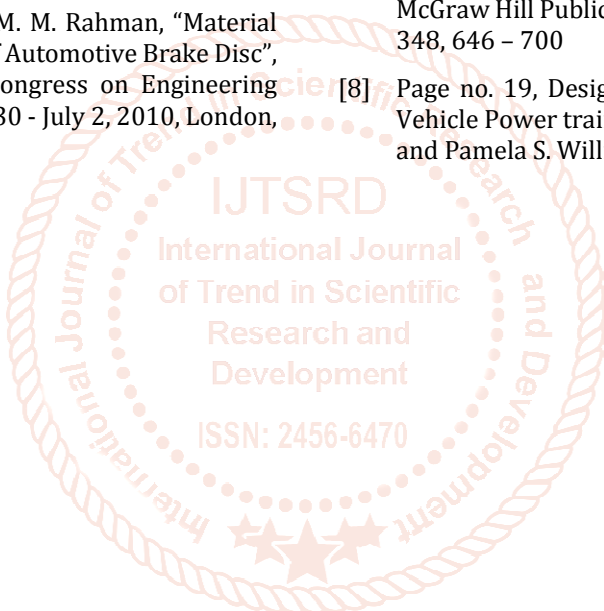 M. M. Rahman, “Material
Automotive Brake Disc”,
ongress on Engineering
30 - July 2, 2010, London,
McGraw Hill Public
348, 646 – 700
[8] Page no. 19, Desig
Vehicle Power trai
and Pamela S. Will
International Journal of Trend in Scientific Research and Development
IJTSRD
International Journal
of Trend in Scientific
Research and
Development
ISSN: 2456-6470